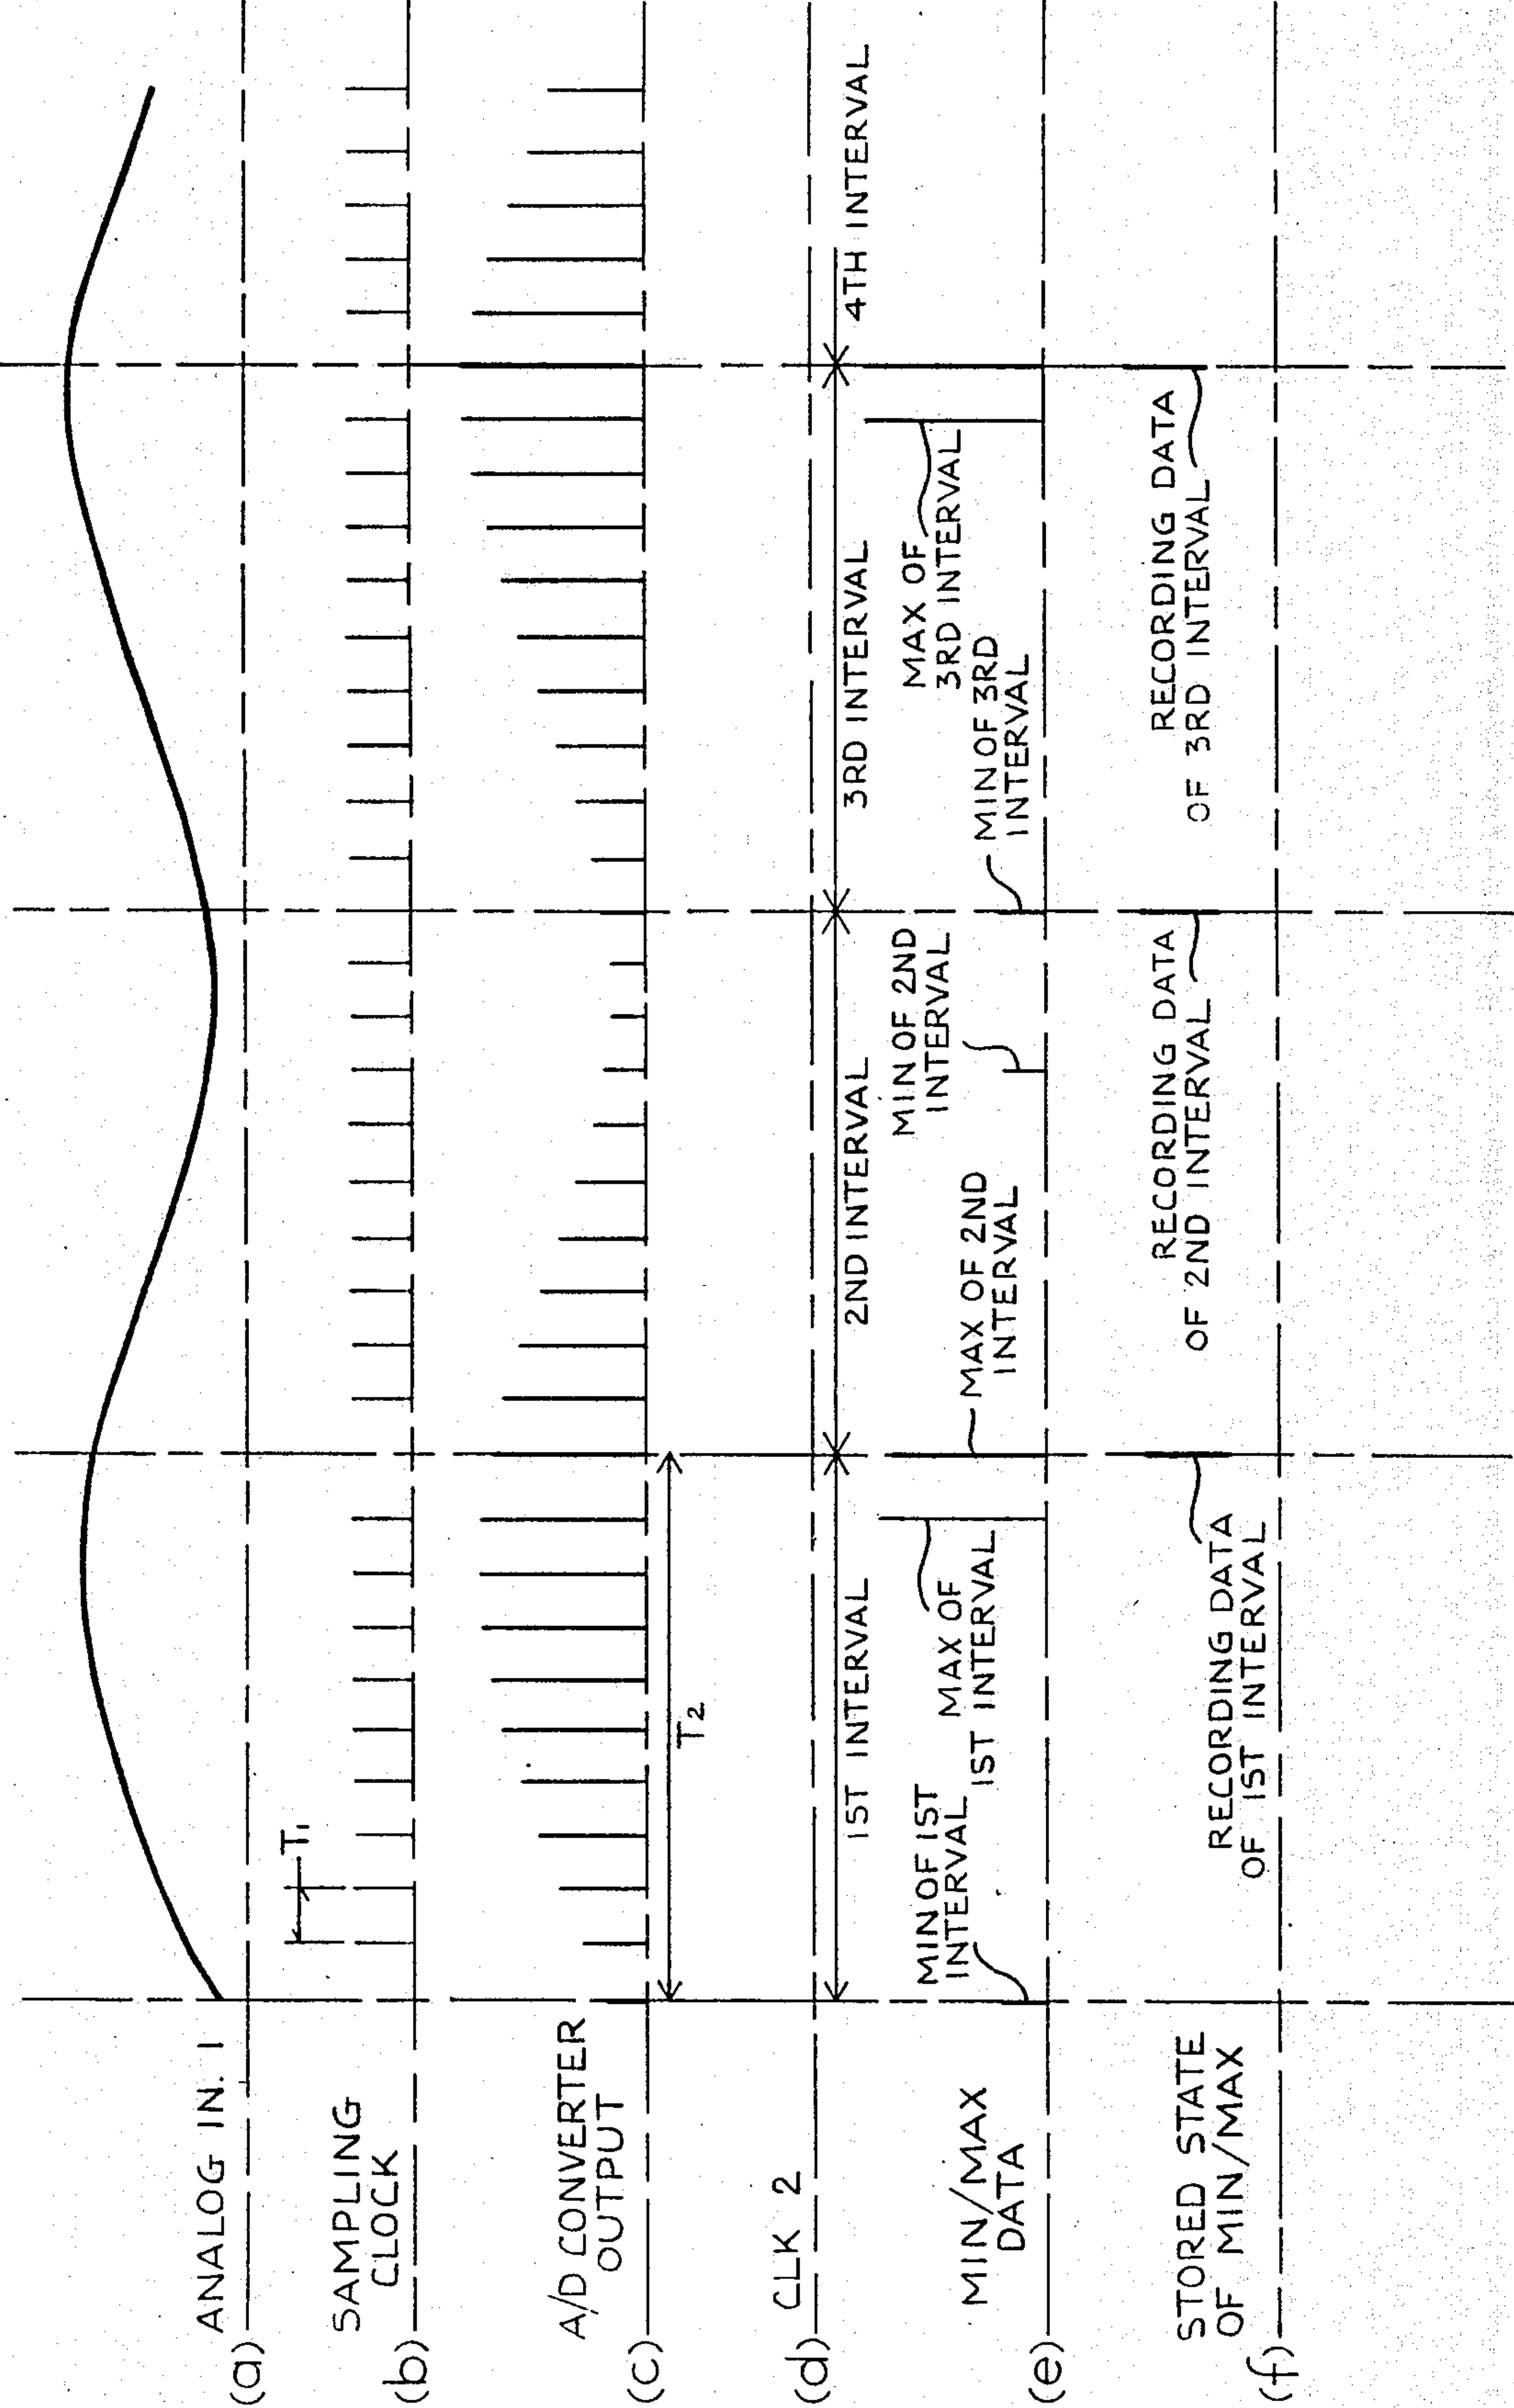 (a)
ANALOG IN. 1
(b)
SAMPLING
CLOCK
T1
(c)
A/D CONVERTER
OUTPUT
T2
(d)
CLK 2
1ST INTERVAL
2ND INTERVAL
3RD INTERVAL
4TH INTERVAL
(e)
MIN/MAX
DATA
MIN OF 1ST
INTERVAL
MAX OF
1ST INTERVAL
MAX OF 2ND
INTERVAL
MIN OF 2ND
INTERVAL
MIN OF 3RD
INTERVAL
MAX OF
3RD INTERVAL
(f)
STORED STATE
OF MIN/MAX
RECORDING DATA
OF 1ST INTERVAL
RECORDING DATA
OF 2ND INTERVAL
RECORDING DATA
OF 3RD INTERVAL